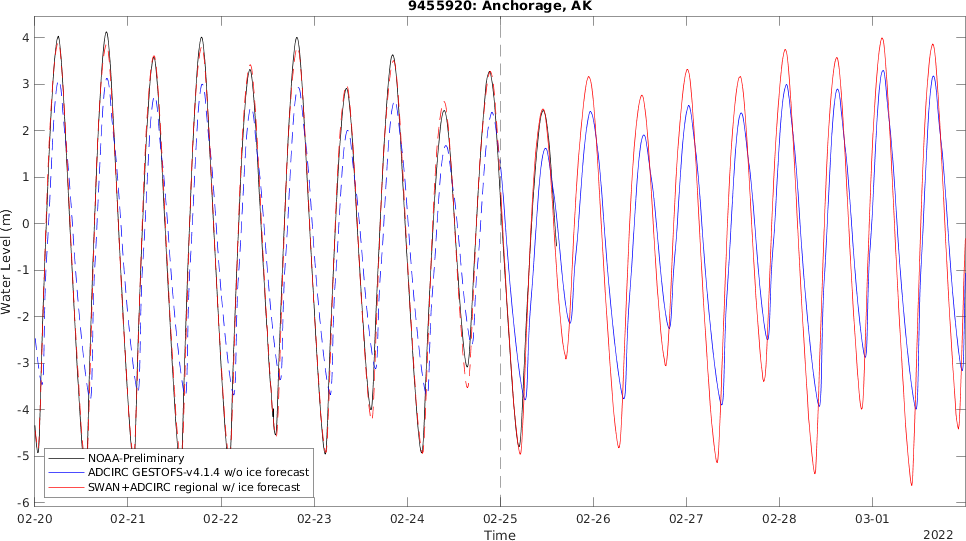 9455920: Anchorage, AK
4
3
2
1
0
-1
-2
-3
-4
-5
-6
Water Level (m)
NOAA-Preliminary
ADCIRC GESTOFS-v4.1.4 w/o ice forecast
SWAN+ADCIRC regional w/ ice forecast
02-20 02-21 02-22 02-23 02-24 02-25 02-26 02-27 02-28 03-01
Time
2022